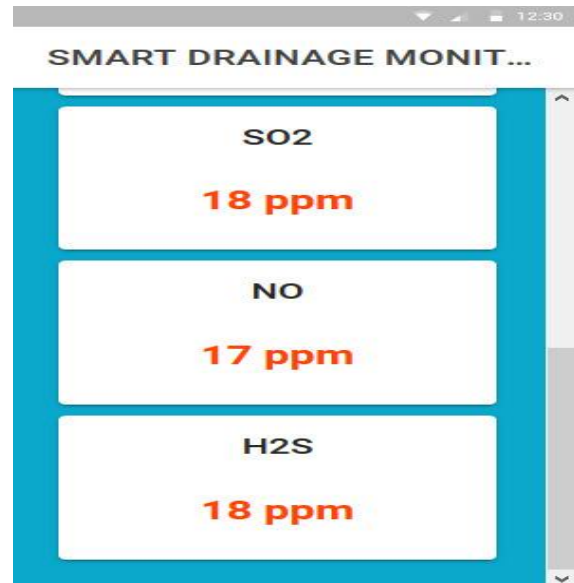 12:30
SMART DRAINAGE MONIT...
SO2
18 ppm
NO
17 ppm
H2S
18 ppm